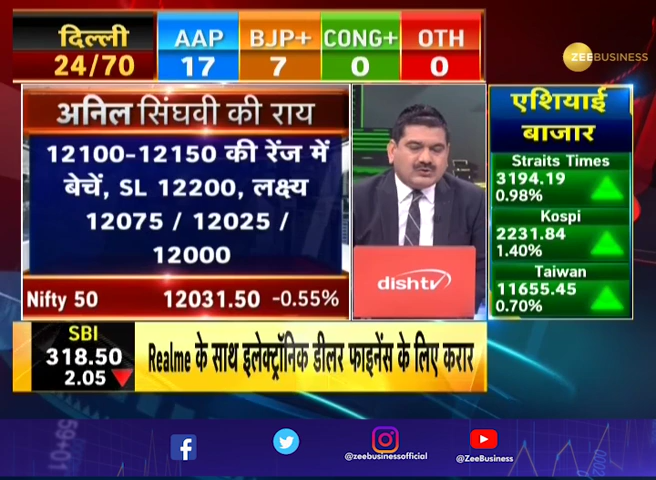 दिल्ली
24/70
AAP
17
BJP+
7
CONG+
0
OTH
0
ZEEBUSINESS
अनिल सिंघवी की राय
12100-12150 की रेंज में
बेचें, SL 12200, लक्ष्य
12075 / 12025 /
12000
Nifty 50 12031.50 -0.55%
dishtv
एशियाई
बाजार
Straits Times
3194.19
0.98%
Kospi
2231.84
1.40%
Taiwan
11655.45
0.70%
SBI
318.50
2.05
Realme के साथ इलेक्ट्रॉनिक डीलर फाइनेंस के लिए करार
@zeebusinessofficial
@ZeeBusiness